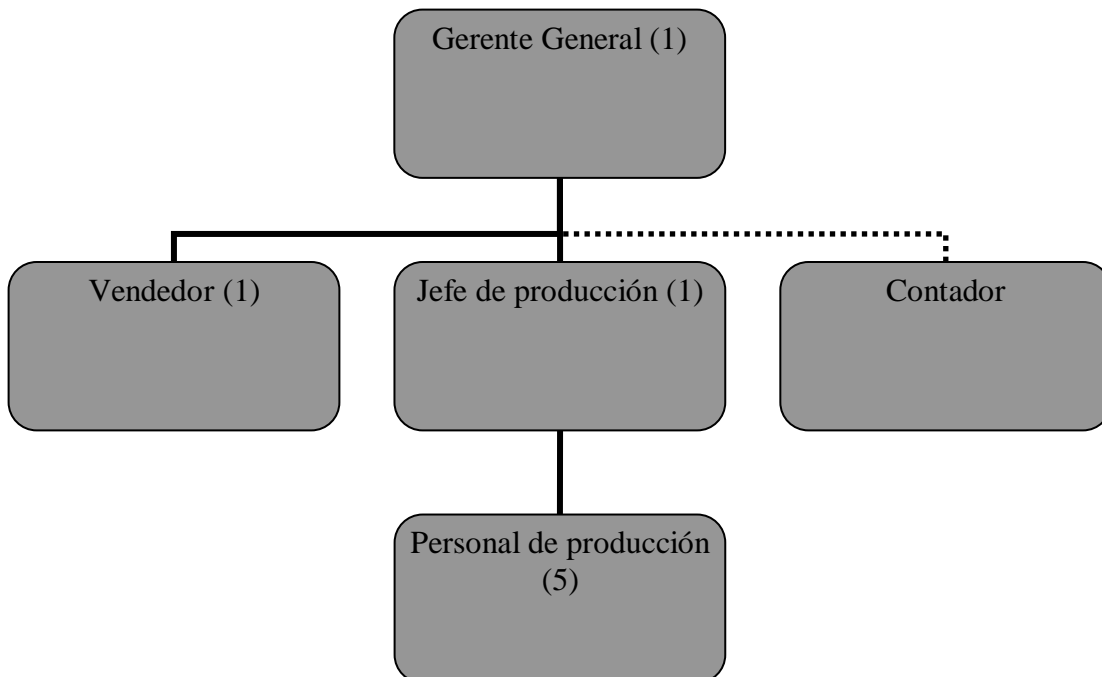 Gerente General (1)
Vendedor (1)
Jefe de producción (1)
Contador
Personal de producción
(5)